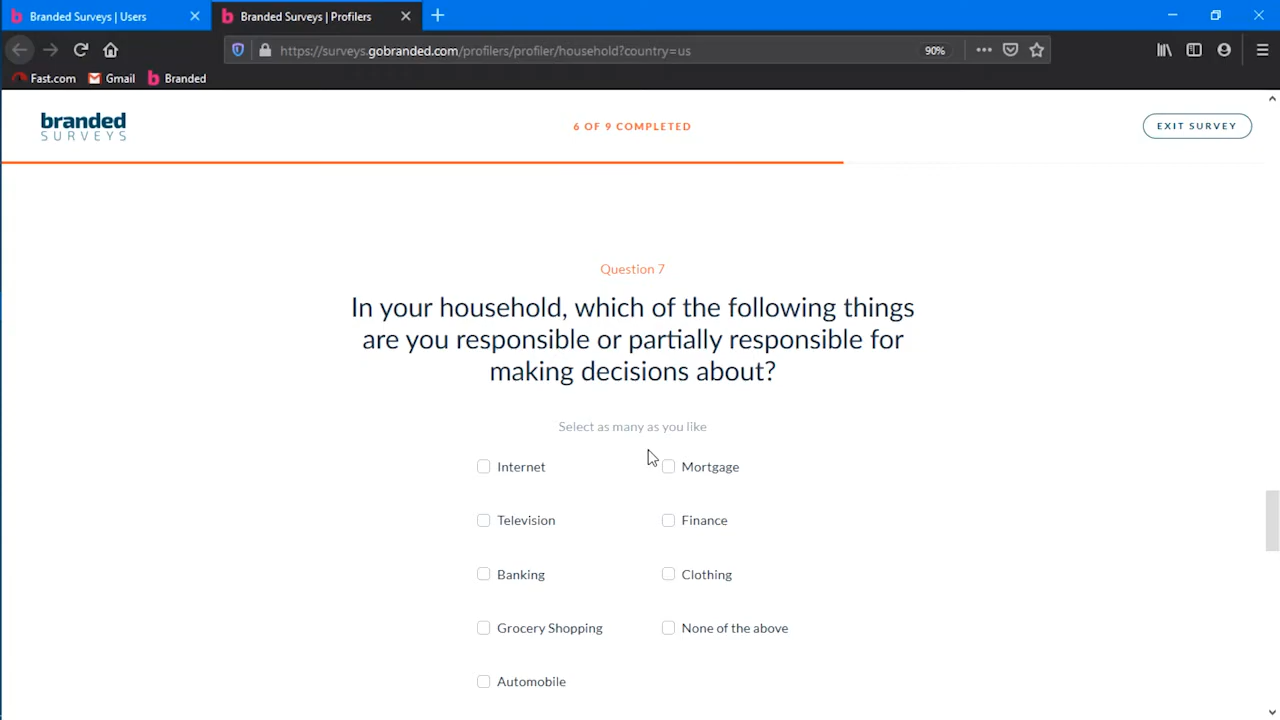 Branded Surveys | Users
Branded Surveys | Profilers
https://surveys.gobranded.com/profilers/profiler/household?country=us
90%
Fast.com
Gmail
Branded
branded
SURVEYS
6 OF 9 COMPLETED
EXIT SURVEY
Question 7
In your household, which of the following things
are you responsible or partially responsible for
making decisions about?
Select as many as you like
Internet
Mortgage
Television
Finance
Banking
Clothing
Grocery Shopping
None of the above
Automobile